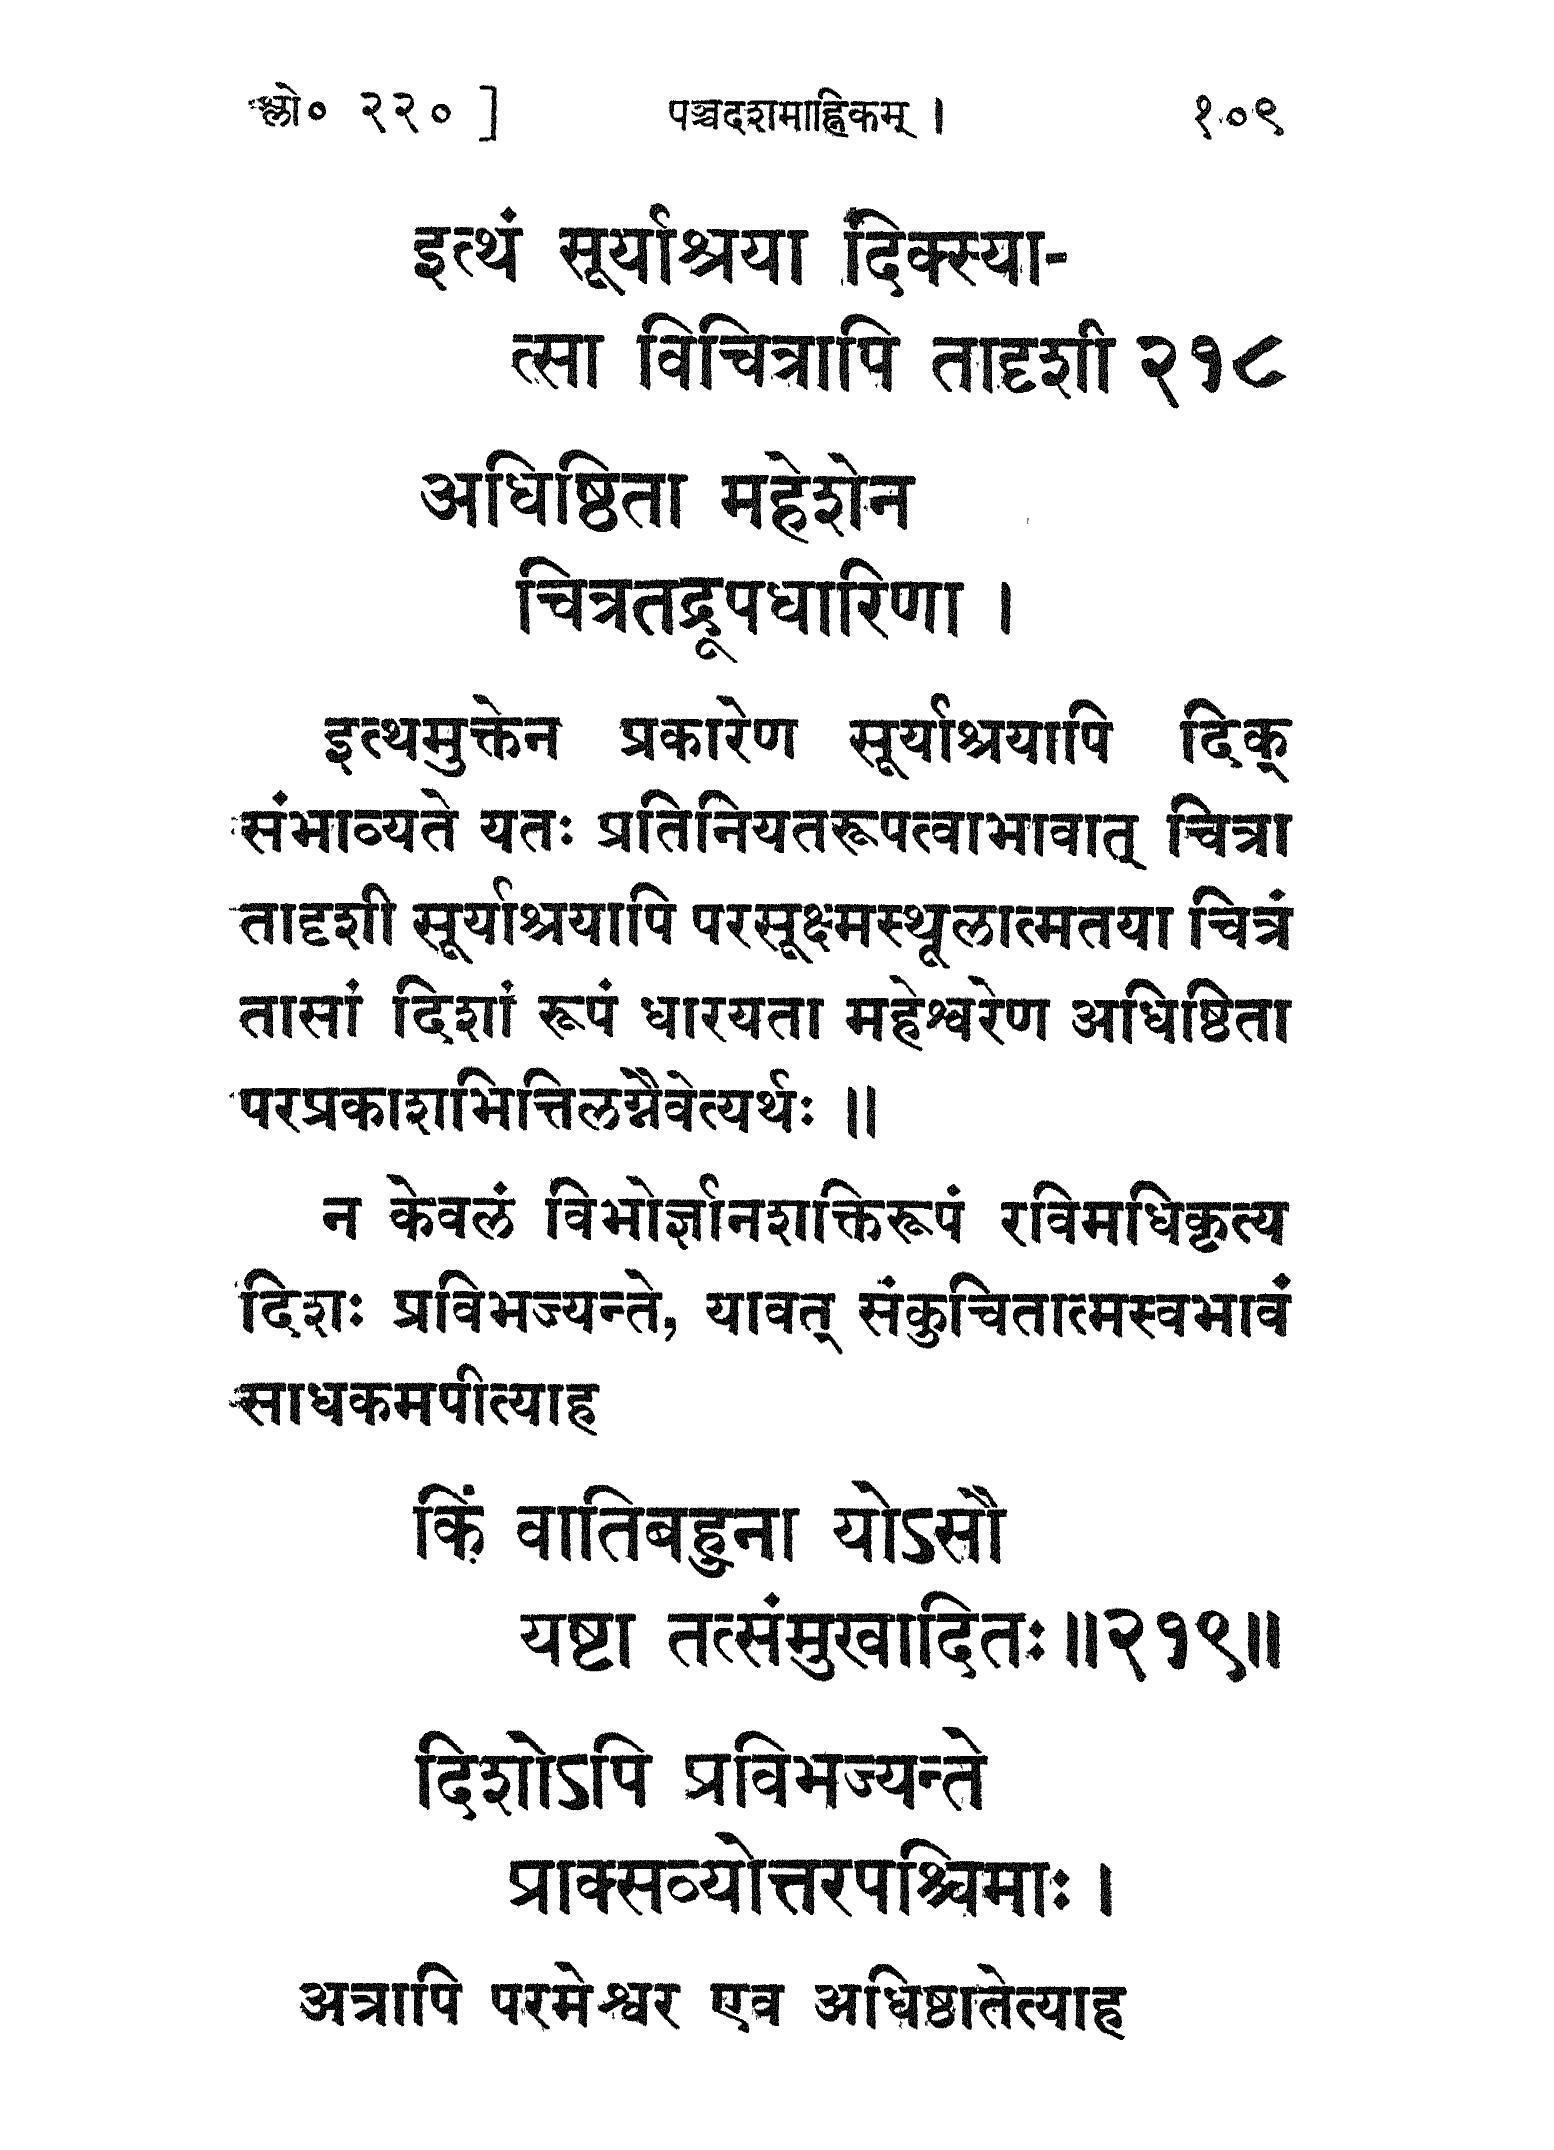 श्लो० २२० ] पञ्चदशमाह्निकम् । १०९
इत्थं सूर्याश्रया दिक्स्या-
त्सा विचित्रापि तादृशी २१८
अधिष्ठिता महेशेन
चित्रतद्रूपधारिणा ।
इत्थमुक्तेन प्रकारेण सूर्याश्रयापि दिक्
संभाव्यते यतः प्रतिनियतरूपत्वाभावात् चित्रा
तादृशी सूर्याश्रयापि परसूक्ष्मस्थूलात्मतया चित्रं
तासां दिशां रूपं धारयता महेश्वरेण अधिष्ठिता
परप्रकाशभित्तिलग्नैवेत्यर्थः ॥
न केवलं विभोर्ज्ञानशक्तिरूपं रविमधिकृत्य
दिशः प्रविभज्यन्ते, यावत् संकुचितात्मस्वभावं
साधकमपीत्याह
किं वातिबहुना योऽसौ
यष्टा तत्संमुखादितः॥२१९॥
दिशोऽपि प्रविभज्यन्ते
प्राक्सव्योत्तरपश्चिमाः ।
अत्रापि परमेश्वर एव अधिष्ठातेत्याह